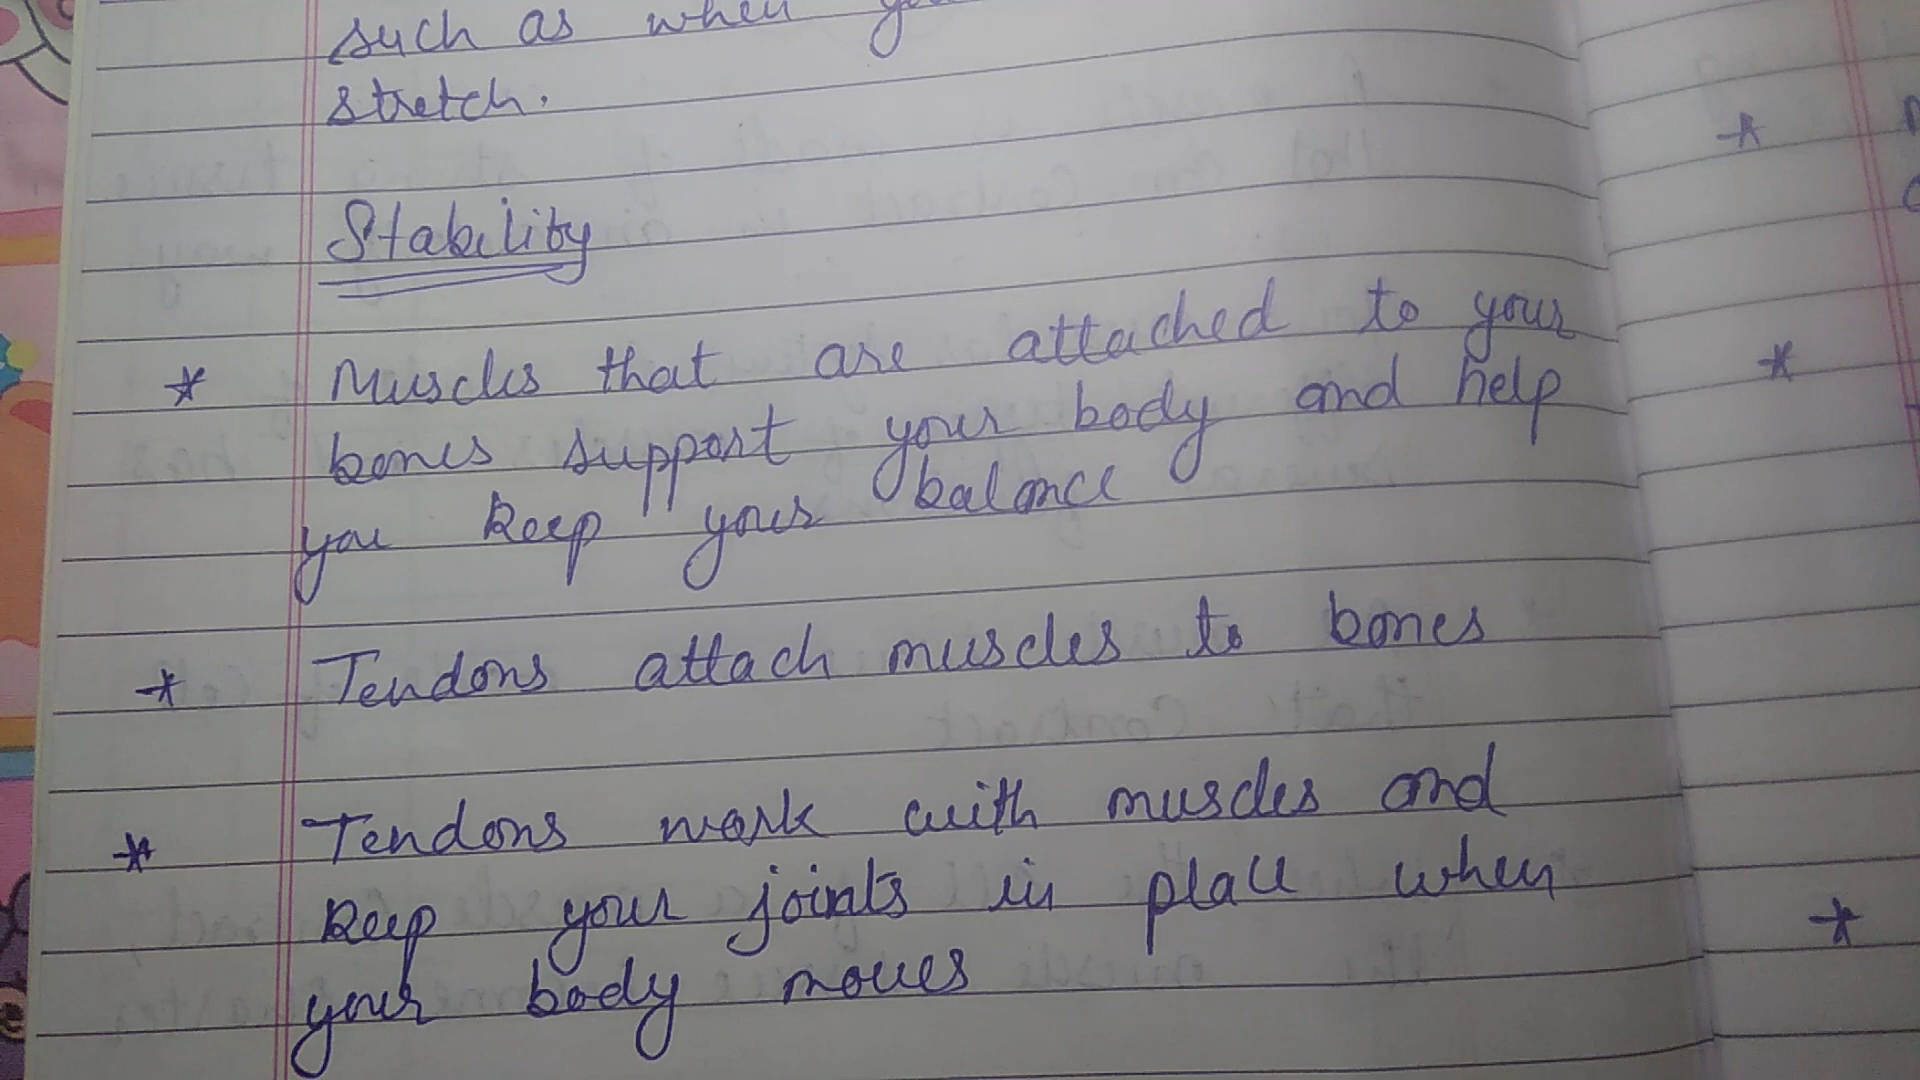 such as when
stretch.
Stability
* Muscles that are attached to your
bones support your body and help
you keep your balance
* Tendons attach muscles to bones
* Tendons work with muscles and
keep your joints in place when
your body moves
*
*
*